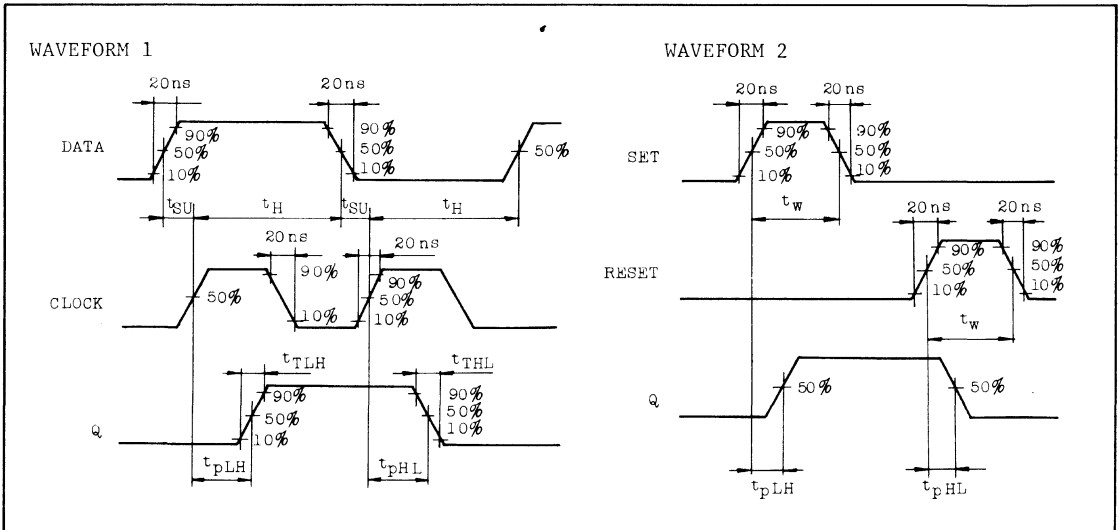 WAVEFORM 1
20ns 20ns
DATA
90%
50%
10%
90%
50%
10%
50%
tSU tH tSU tH
20ns 20ns
CLOCK
50%
90%
10%
90%
50%
10%
tTLH tTHL
Q
90%
50%
10%
90%
50%
10%
tpLH tpHL
WAVEFORM 2
20ns 20ns
SET
90%
50%
10%
90%
50%
10%
tW
20ns 20ns
RESET
90%
50%
10%
90%
50%
10%
tW
Q
50%
50%
tpLH tpHL